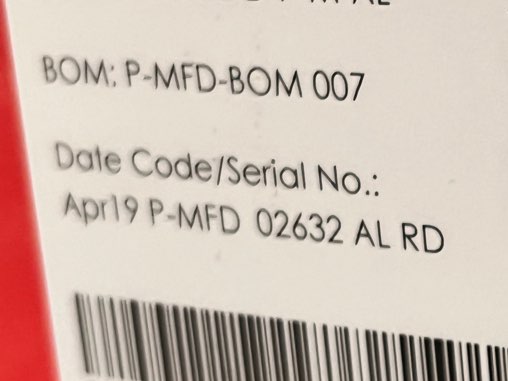 BOM: P-MFD-BOM 007
Date Code/Serial No.:
Apr19 P-MFD 02632 AL RD